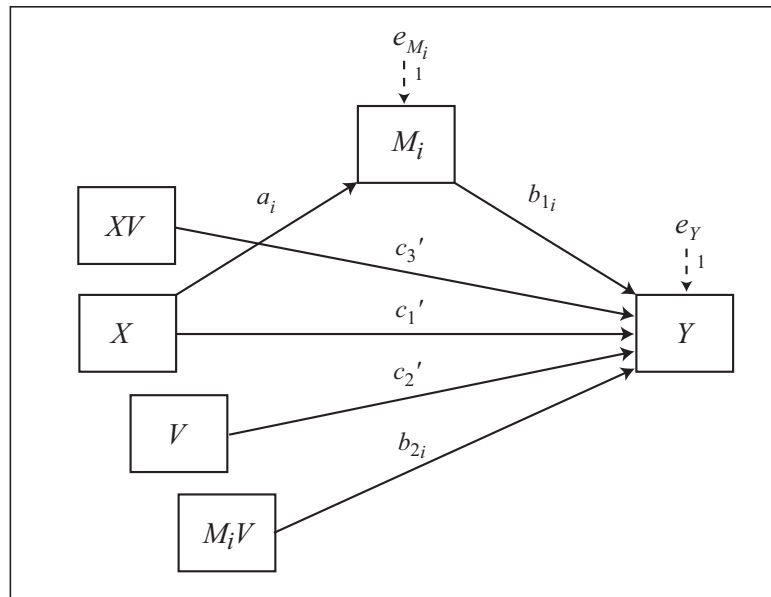 e_{M_i}
1
M_i
a_i
b_{1_i}
XV
e_Y
1
c_3′
X
c_1′
Y
c_2′
V
b_{2_i}
M_iV